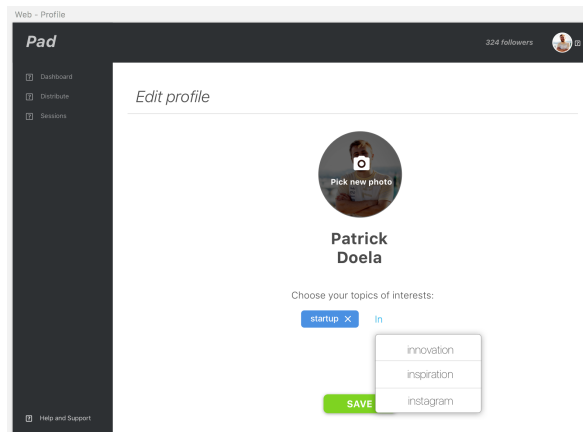 Web - Profile
Pad
324 followers
Dashboard
Distribute
Sessions
Edit profile
Pick new photo
Patrick
Doela
Choose your topics of interests:
startup ×
In
innovation
inspiration
instagram
SAVE
Help and Support